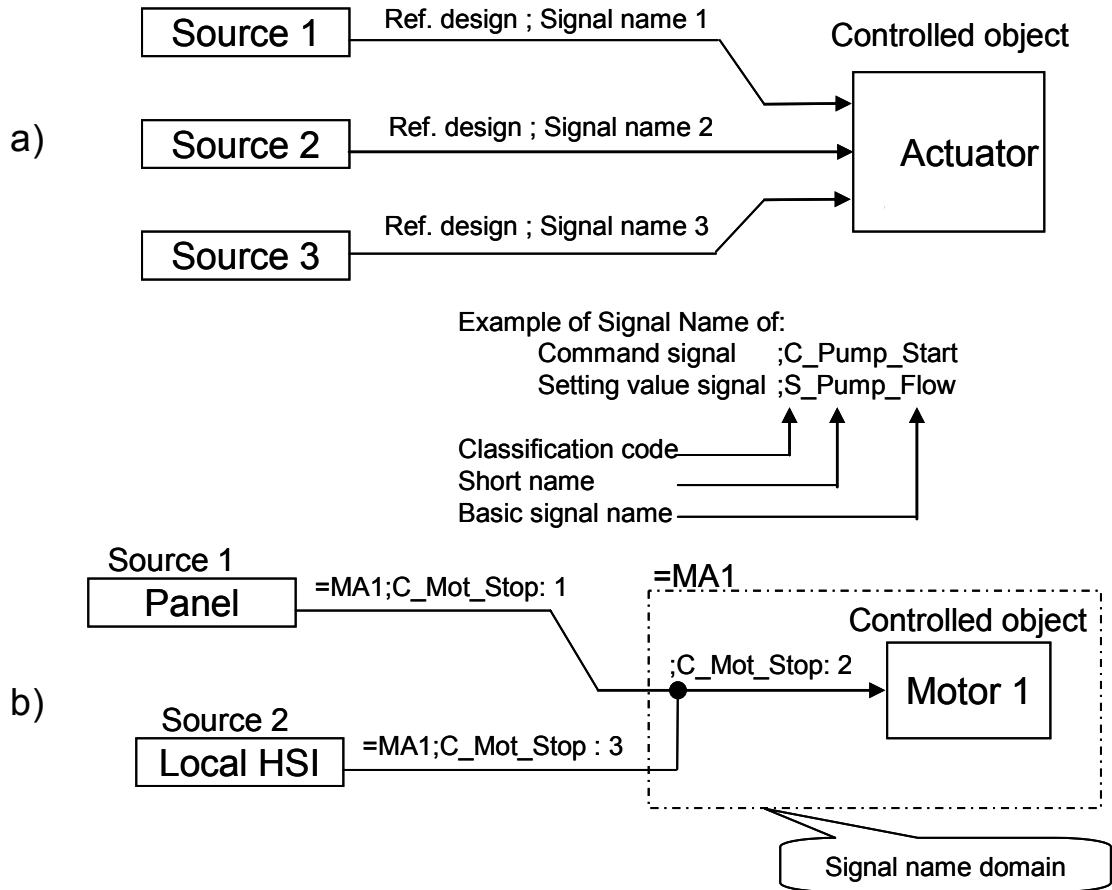 a)
Source 1
Ref. design ; Signal name 1
Controlled object
Source 2
Ref. design ; Signal name 2
Actuator
Source 3
Ref. design ; Signal name 3
Example of Signal Name of:
Command signal ;C_Pump_Start
Setting value signal ;S_Pump_Flow
Classification code
Short name
Basic signal name
b)
Source 1
Panel
=MA1;C_Mot_Stop: 1
=MA1
Controlled object
;C_Mot_Stop: 2
Motor 1
Source 2
Local HSI
=MA1;C_Mot_Stop : 3
Signal name domain